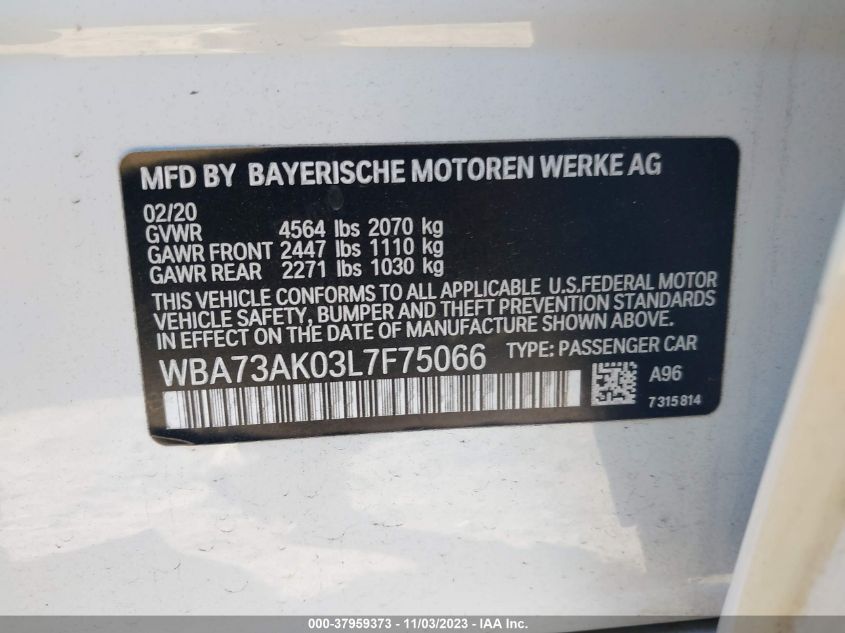 MFD BY BAYERISCHE MOTOREN WERKE AG
02/20
GVWR 4564 lbs 2070 kg
GAWR FRONT 2447 lbs 1110 kg
GAWR REAR 2271 lbs 1030 kg
THIS VEHICLE CONFORMS TO ALL APPLICABLE U.S.FEDERAL MOTOR
VEHICLE SAFETY, BUMPER AND THEFT PREVENTION STANDARDS
IN EFFECT ON THE DATE OF MANUFACTURE SHOWN ABOVE.
WBA73AK03L7F75066 TYPE: PASSENGER CAR
A96
7315814
000-37959373 - 11/03/2023 - IAA Inc.